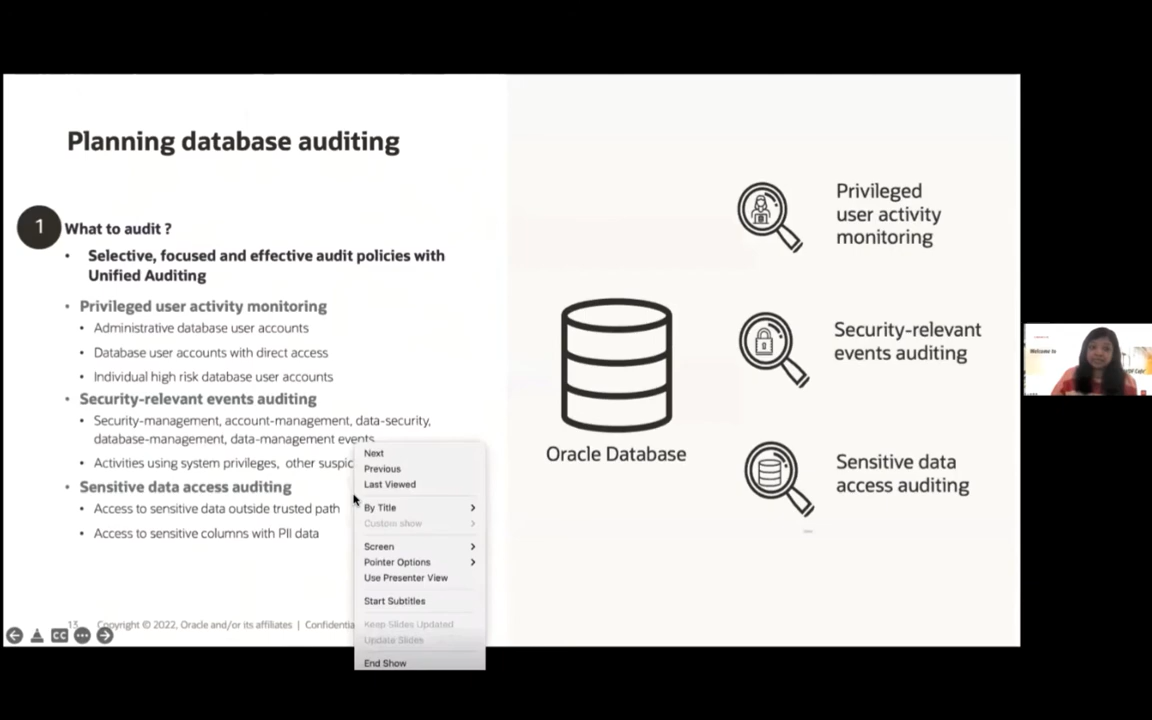 Planning database auditing
1
What to audit ?
• Selective, focused and effective audit policies with
Unified Auditing
• Privileged user activity monitoring
• Administrative database user accounts
• Database user accounts with direct access
• Individual high risk database user accounts
• Security-relevant events auditing
• Security-management, account-management, data-security,
database-management, data-management events
• Activities using system privileges, other suspic
• Sensitive data access auditing
• Access to sensitive data outside trusted path
• Access to sensitive columns with PII data
13 Copyright © 2022, Oracle and/or its affiliates | Confidentia
CC
Next
Previous
Last Viewed
By Title
Custom show
Screen
Pointer Options
Use Presenter View
Start Subtitles
Keep Slides Updated
Update Slides
End Show
Oracle Database
Privileged
user activity
monitoring
Security-relevant
events auditing
Sensitive data
access auditing
Welcome to